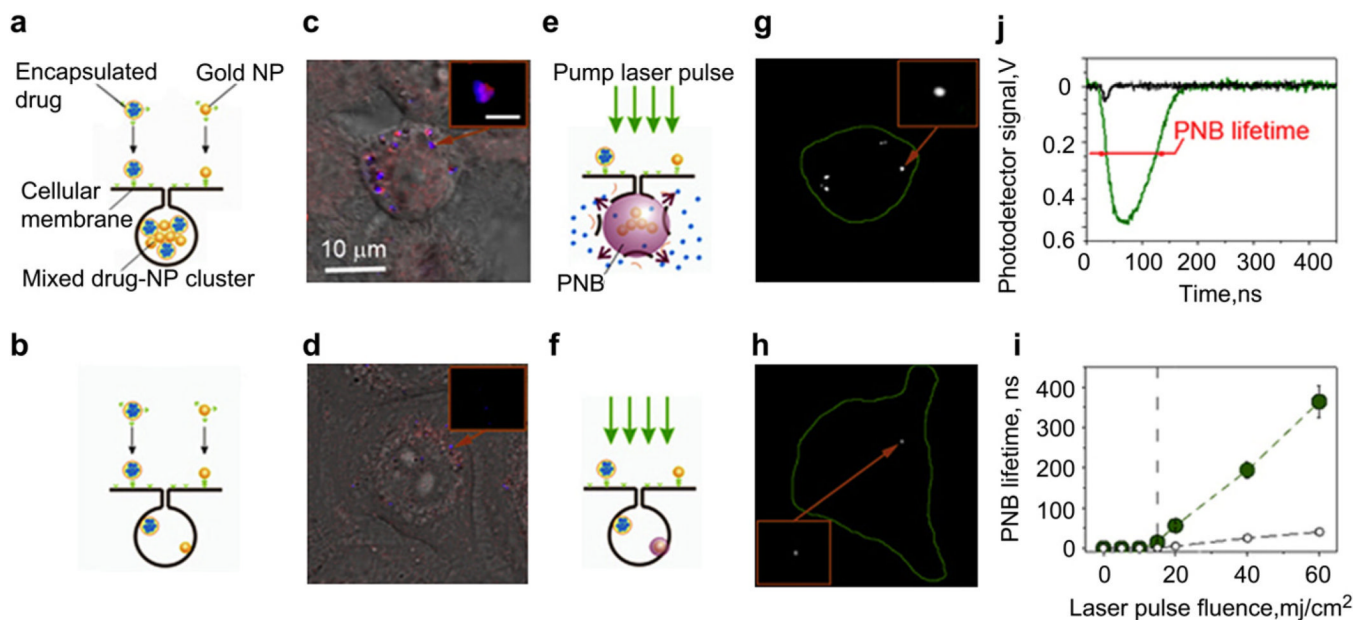 a
Encapsulated
drug
Gold NP
Cellular
membrane
Mixed drug-NP cluster
b
c
10 μm
d
e
Pump laser pulse
PNB
f
g
h
j
Photodetector signal,V
0
0.2
0.4
0.6
PNB lifetime
0 100 200 300 400
Time,ns
i
PNB lifetime, ns
400
300
200
100
0
0 20 40 60
Laser pulse fluence,mj/cm²